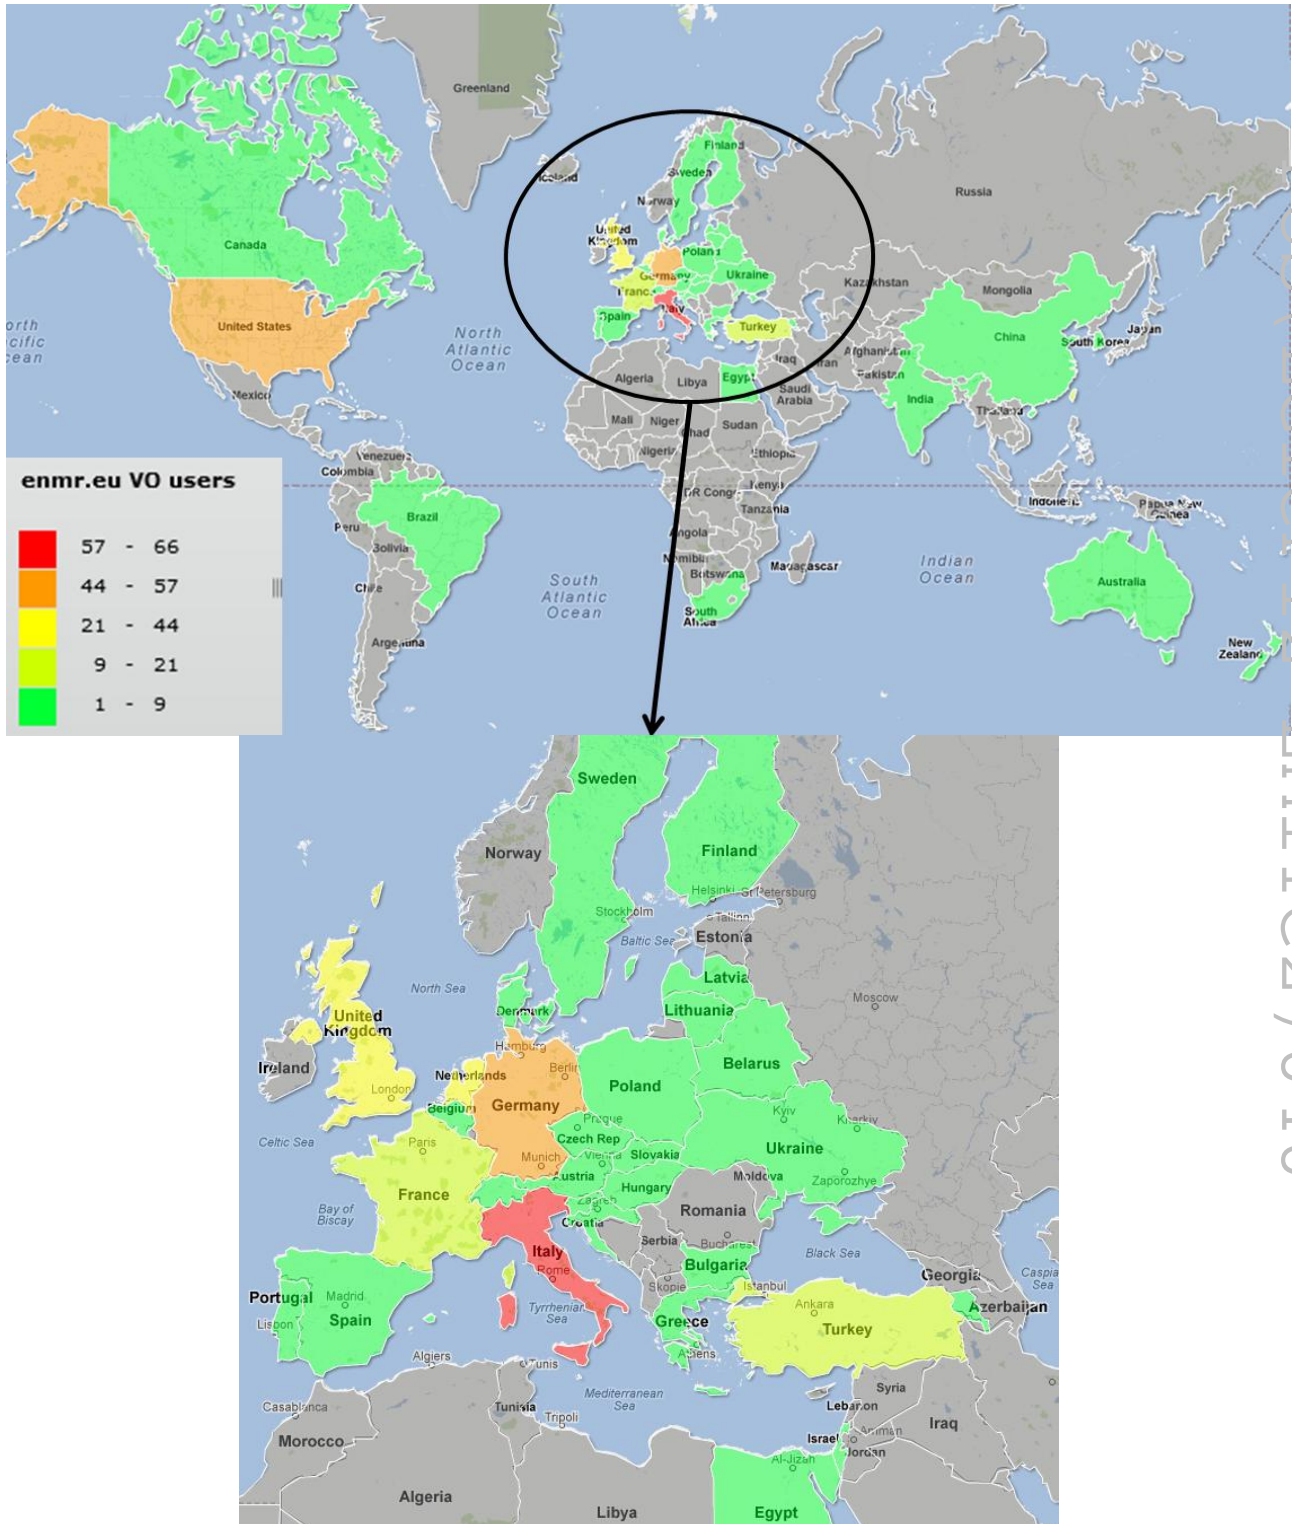 Greenland
Finland
Iceland
Sweden
Russia
Norway
United
Kingdom
Canada
Poland
Germany
Ukraine
Kazakhstan
Mongolia
France
Italy
United States
Spain
Turkey
China
Japan
South Korea
North
Atlantic
Ocean
Iraq
Afghanistan
Iran
Pakistan
Algeria
Libya
Egypt
Saudi
Arabia
India
Mexico
Thailand
Mali
Niger
Chad
Sudan
Nigeria
Ethiopia
Venezuela
Colombia
DR Congo
Kenya
Indonesia
Papua New
Guinea
Brazil
Tanzania
Peru
Angola
Bolivia
Namibia
Madagascar
Botswana
Indian
Ocean
Australia
South
Atlantic
Ocean
Chile
South
Africa
Argentina
New
Zealand
enmr.eu VO users
57 - 66
44 - 57
21 - 44
9 - 21
1 - 9
Sweden
Norway
Finland
Helsinki
St Petersburg
Stockholm
Tallinn
Baltic Sea
Estonia
Latvia
North Sea
Moscow
Denmark
Lithuania
United
Kingdom
Hamburg
Ireland
Netherlands
Berlin
Belarus
Poland
London
Belgium
Germany
Kyiv
Kharkiv
Prague
Celtic Sea
Paris
Czech Rep
Ukraine
Munich
Vienna
Slovakia
Austria
Moldova
Zaporozhye
France
Hungary
Zagreb
Bay of
Biscay
Croatia
Romania
Serbia
Bucharest
Italy
Black Sea
Rome
Bulgaria
Georgia
Caspia
Sea
Skopje
Istanbul
Portugal
Madrid
Ankara
Azerbaijan
Lisbon
Spain
Tyrrhenian
Sea
Greece
Turkey
Athens
Algiers
Tunis
Syria
Mediterranean
Sea
Casablanca
Tunisia
Tripoli
Lebanon
Iraq
Morocco
Israel
Amman
Jordan
Al-Jizah
Algeria
Libya
Egypt